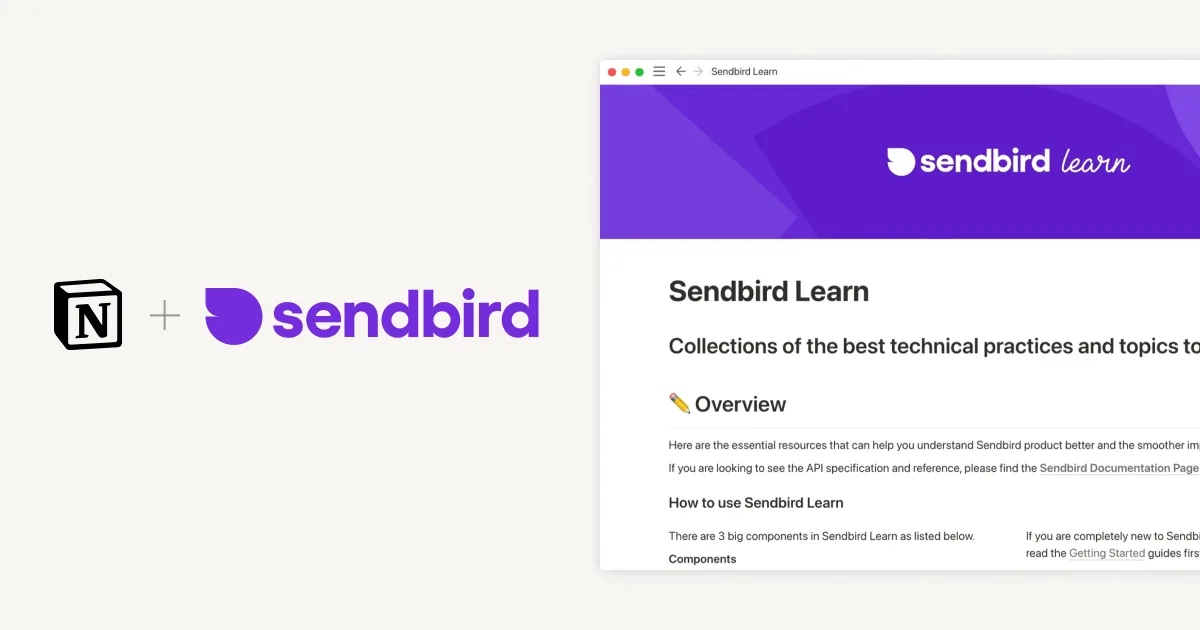 N
sendbird
Sendbird Learn
sendbird learn
Sendbird Learn
Collections of the best technical practices and topics to
✏️ Overview
Here are the essential resources that can help you understand Sendbird product better and the smoother im
If you are looking to see the API specification and reference, please find the Sendbird Documentation Page
How to use Sendbird Learn
There are 3 big components in Sendbird Learn as listed below.
Components
If you are completely new to Sendbi
read the Getting Started guides firs